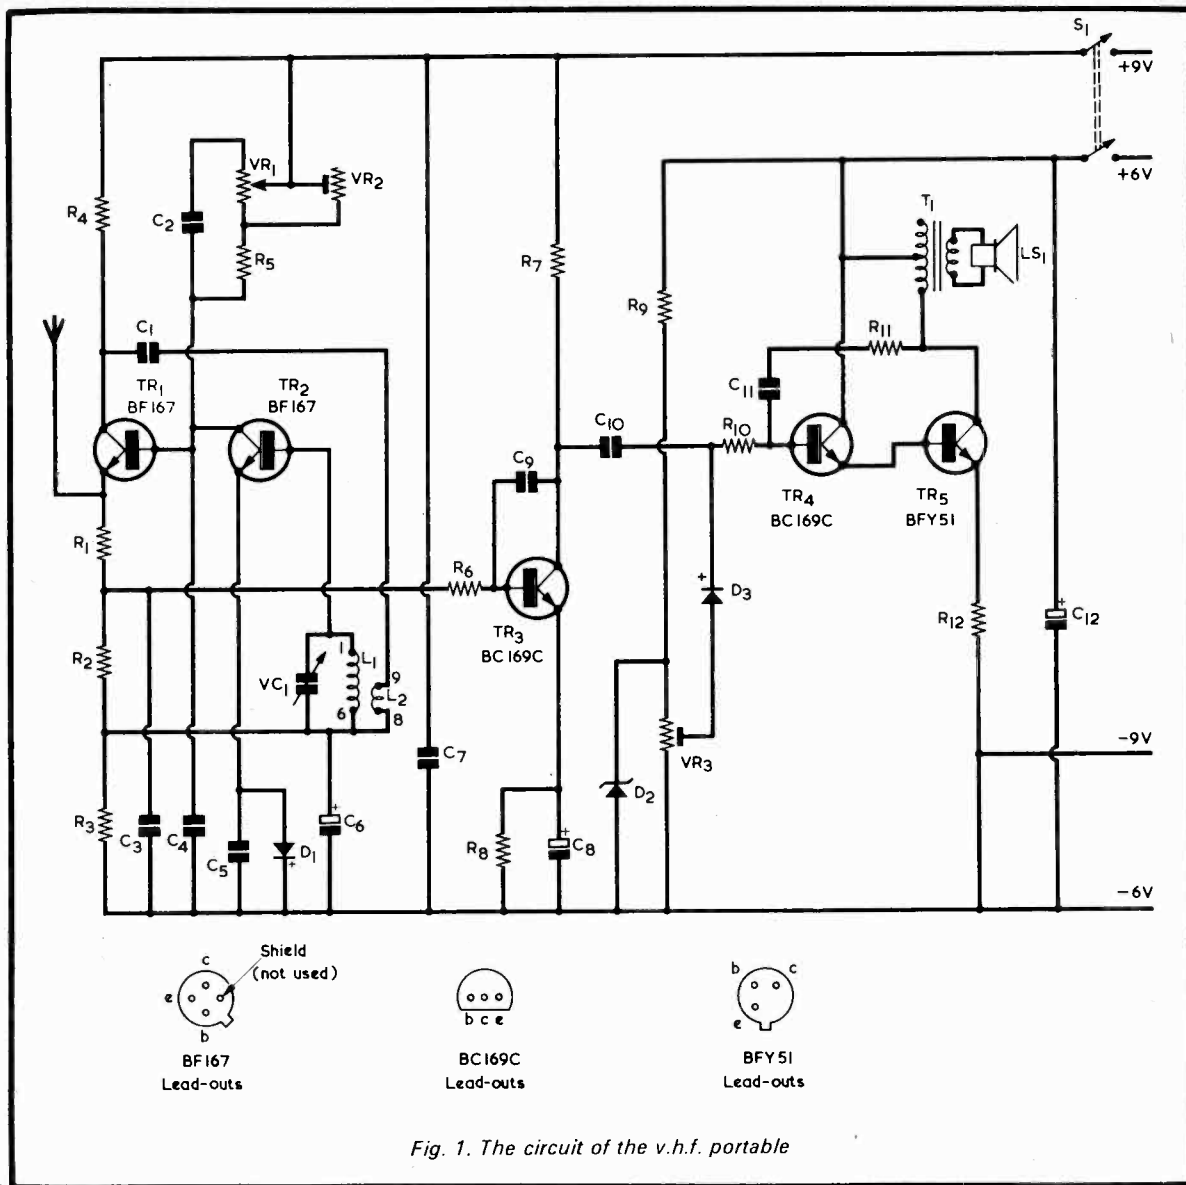 S1
+9V
+6V
VR1
VR2
R4
C2
R5
R7
T1
LS1
R9
C1
R11
TR1
BF167
TR2
BF167
C11
C10
R10
C9
TR4
BC169C
TR5
BFY51
R1
R6
D3
TR3
BC169C
R12
C12
+
+
R2
VC1
1
L1
9
L2
6
8
C7
VR3
-9V
D2
R3
C3
C4
C5
D1
+
+
C6
R8
+
C8
-6V
Shield
(not used)
c
e
b
BF167
Lead-outs
b c e
BC169C
Lead-outs
b
c
e
BFY51
Lead-outs
Fig. 1. The circuit of the v.h.f. portable